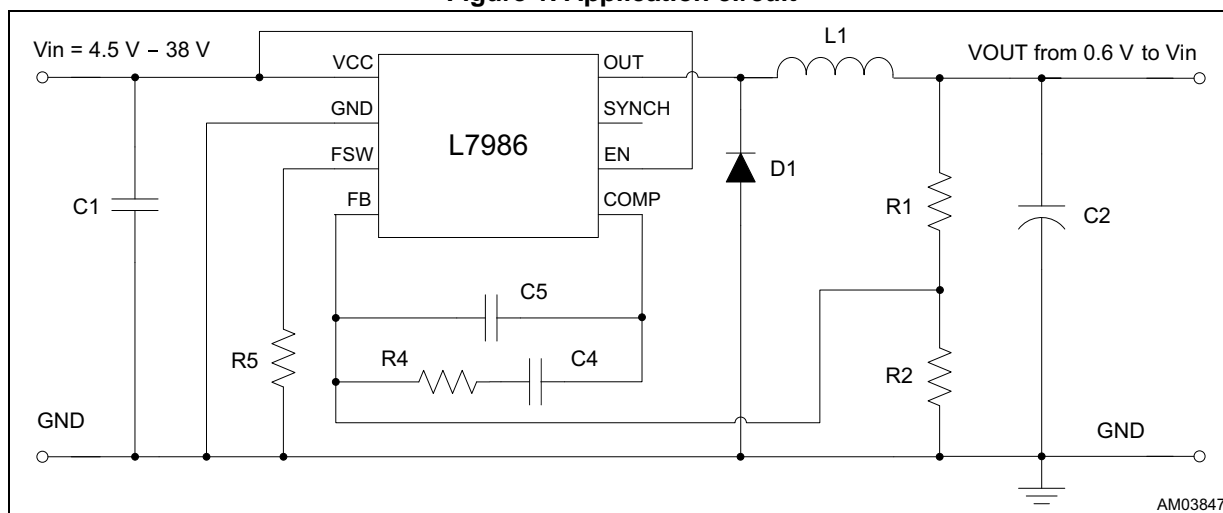 Figure 1. Application circuit
Vin = 4.5 V – 38 V
L1
VOUT from 0.6 V to Vin
VCC
OUT
GND
SYNCH
L7986
FSW
EN
D1
FB
COMP
C1
R1
C2
C5
R5
R4
C4
R2
GND
GND
AM03847